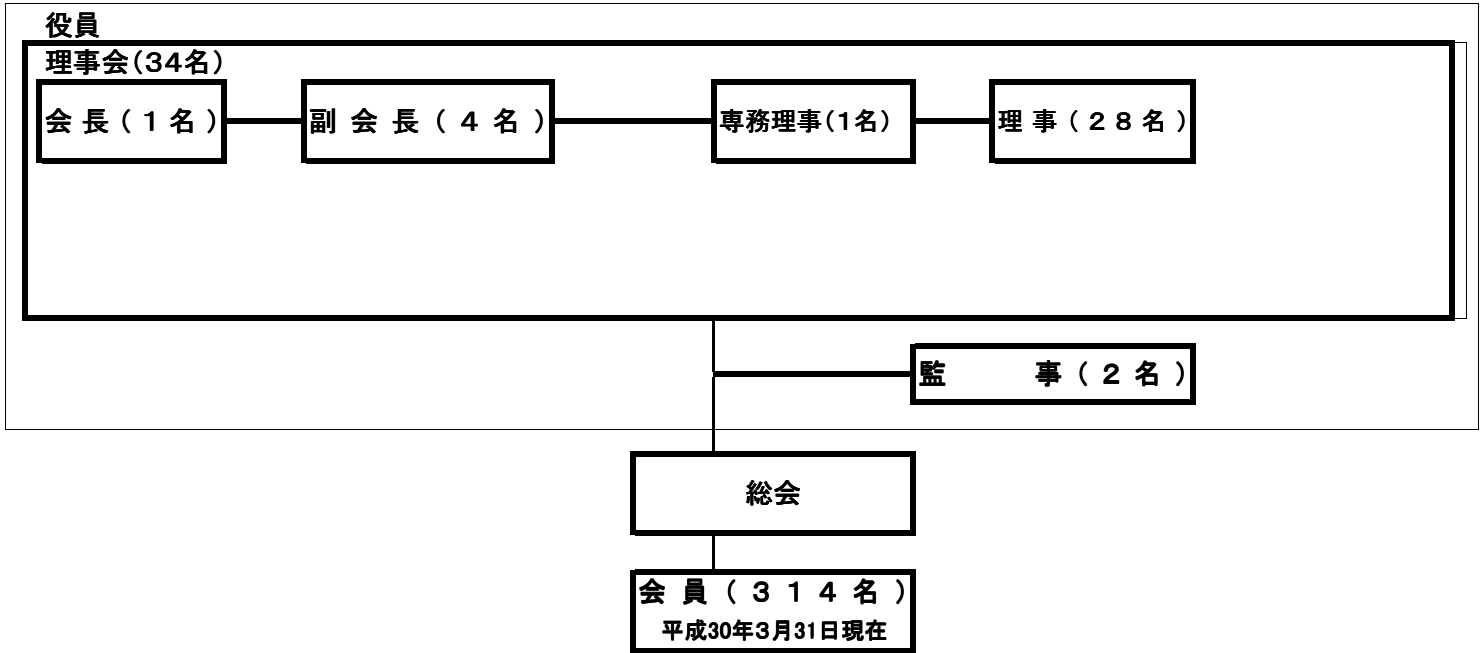 役員
理事会(34名)
会 長 ( 1 名 )
副 会 長 ( 4 名 )
専務理事(1名)
理 事 ( 2 8 名 )
監 事 ( 2 名 )
総会
会 員 ( 3 1 4 名 )
平成30年3月31日現在